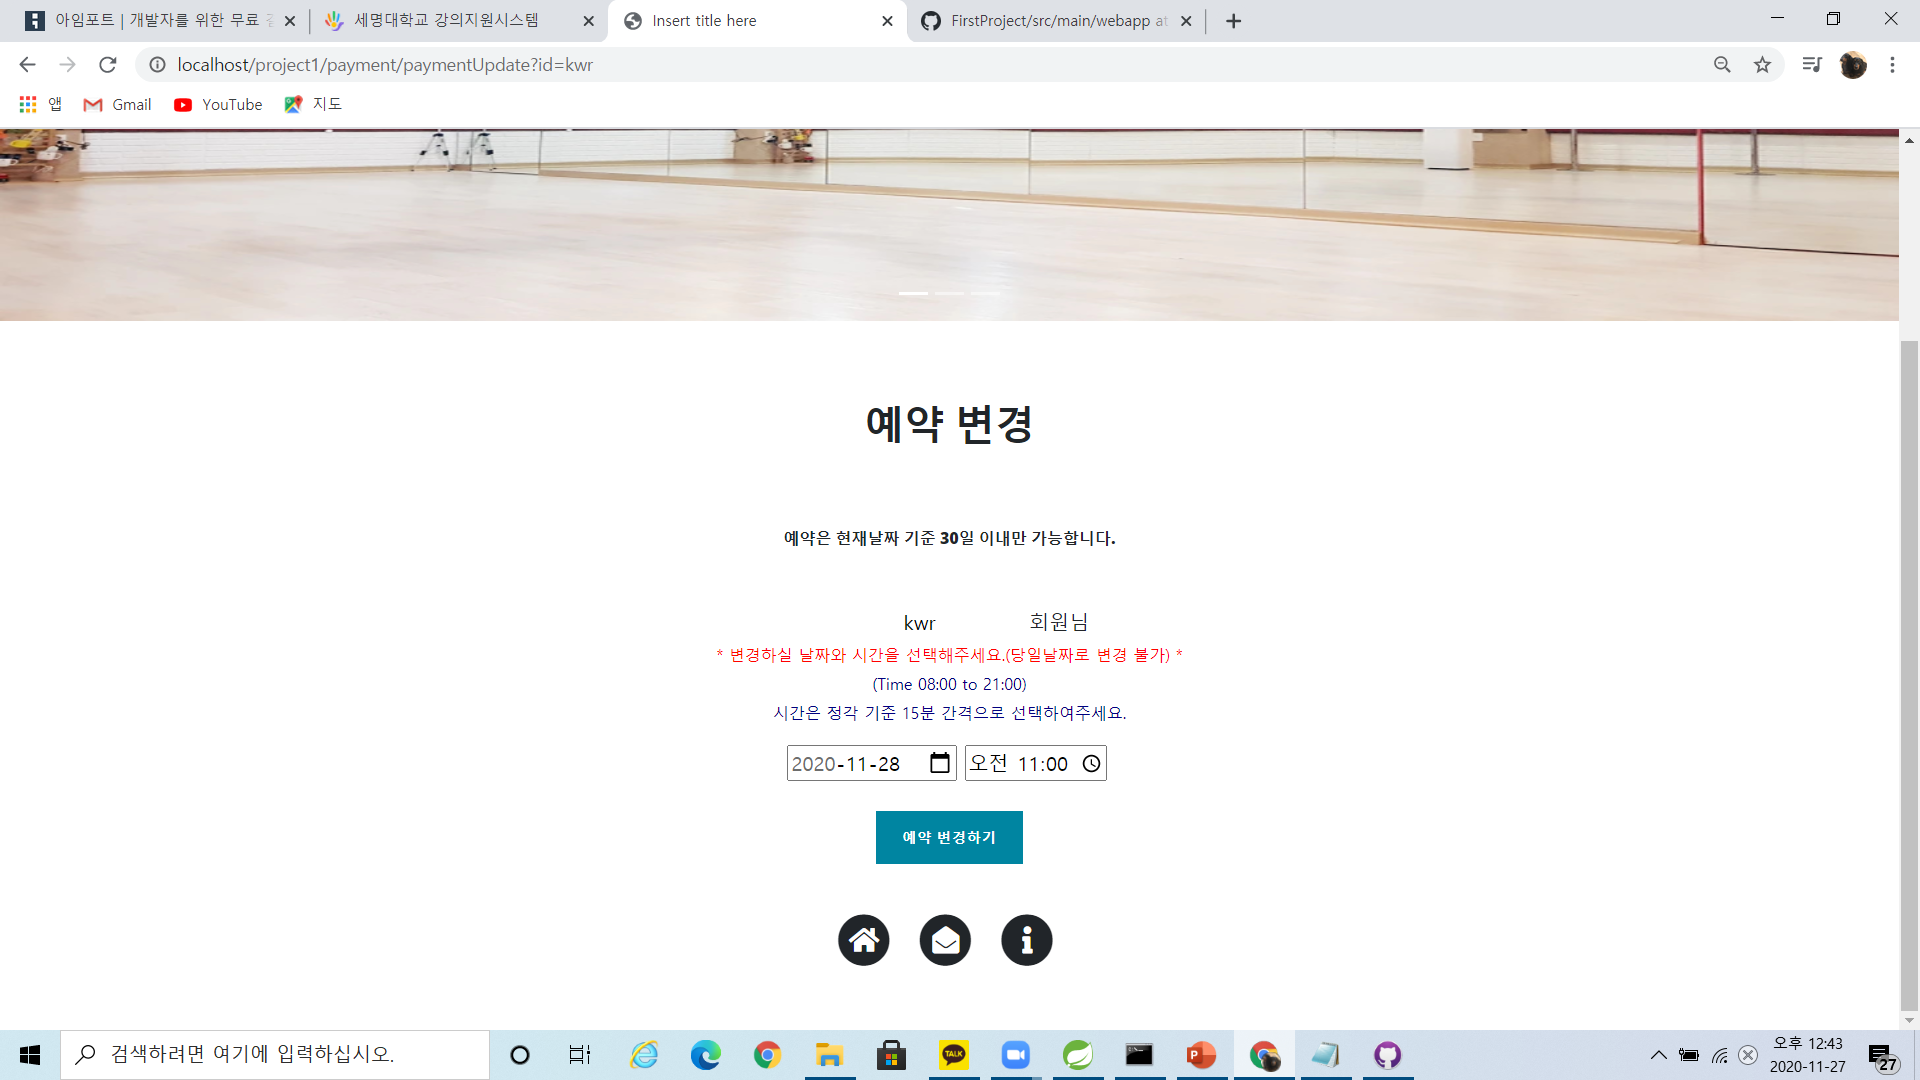 아임포트 | 개발자를 위한 무료
세명대학교 강의지원시스템
Insert title here
FirstProject/src/main/webapp at
localhost/project1/payment/paymentUpdate?id=kwr
앱
Gmail
YouTube
지도
예약 변경
예약은 현재날짜 기준 30일 이내만 가능합니다.
kwr 회원님
* 변경하실 날짜와 시간을 선택해주세요.(당일날짜로 변경 불가) *
(Time 08:00 to 21:00)
시간은 정각 기준 15분 간격으로 선택하여주세요.
2020-11-28 오전 11:00
예약 변경하기
검색하려면 여기에 입력하십시오.
TALK
오후 12:43
2020-11-27
27